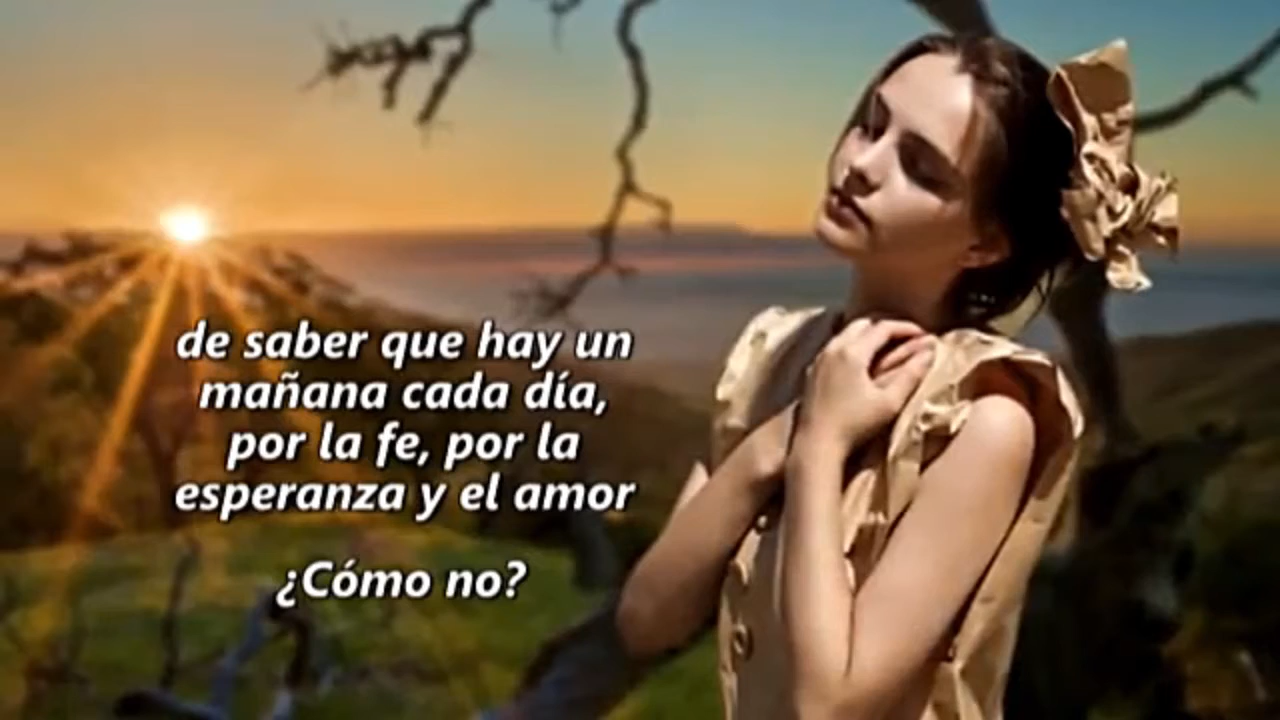 de saber que hay un
mañana cada día,
por la fe, por la
esperanza y el amor
¿Cómo no?